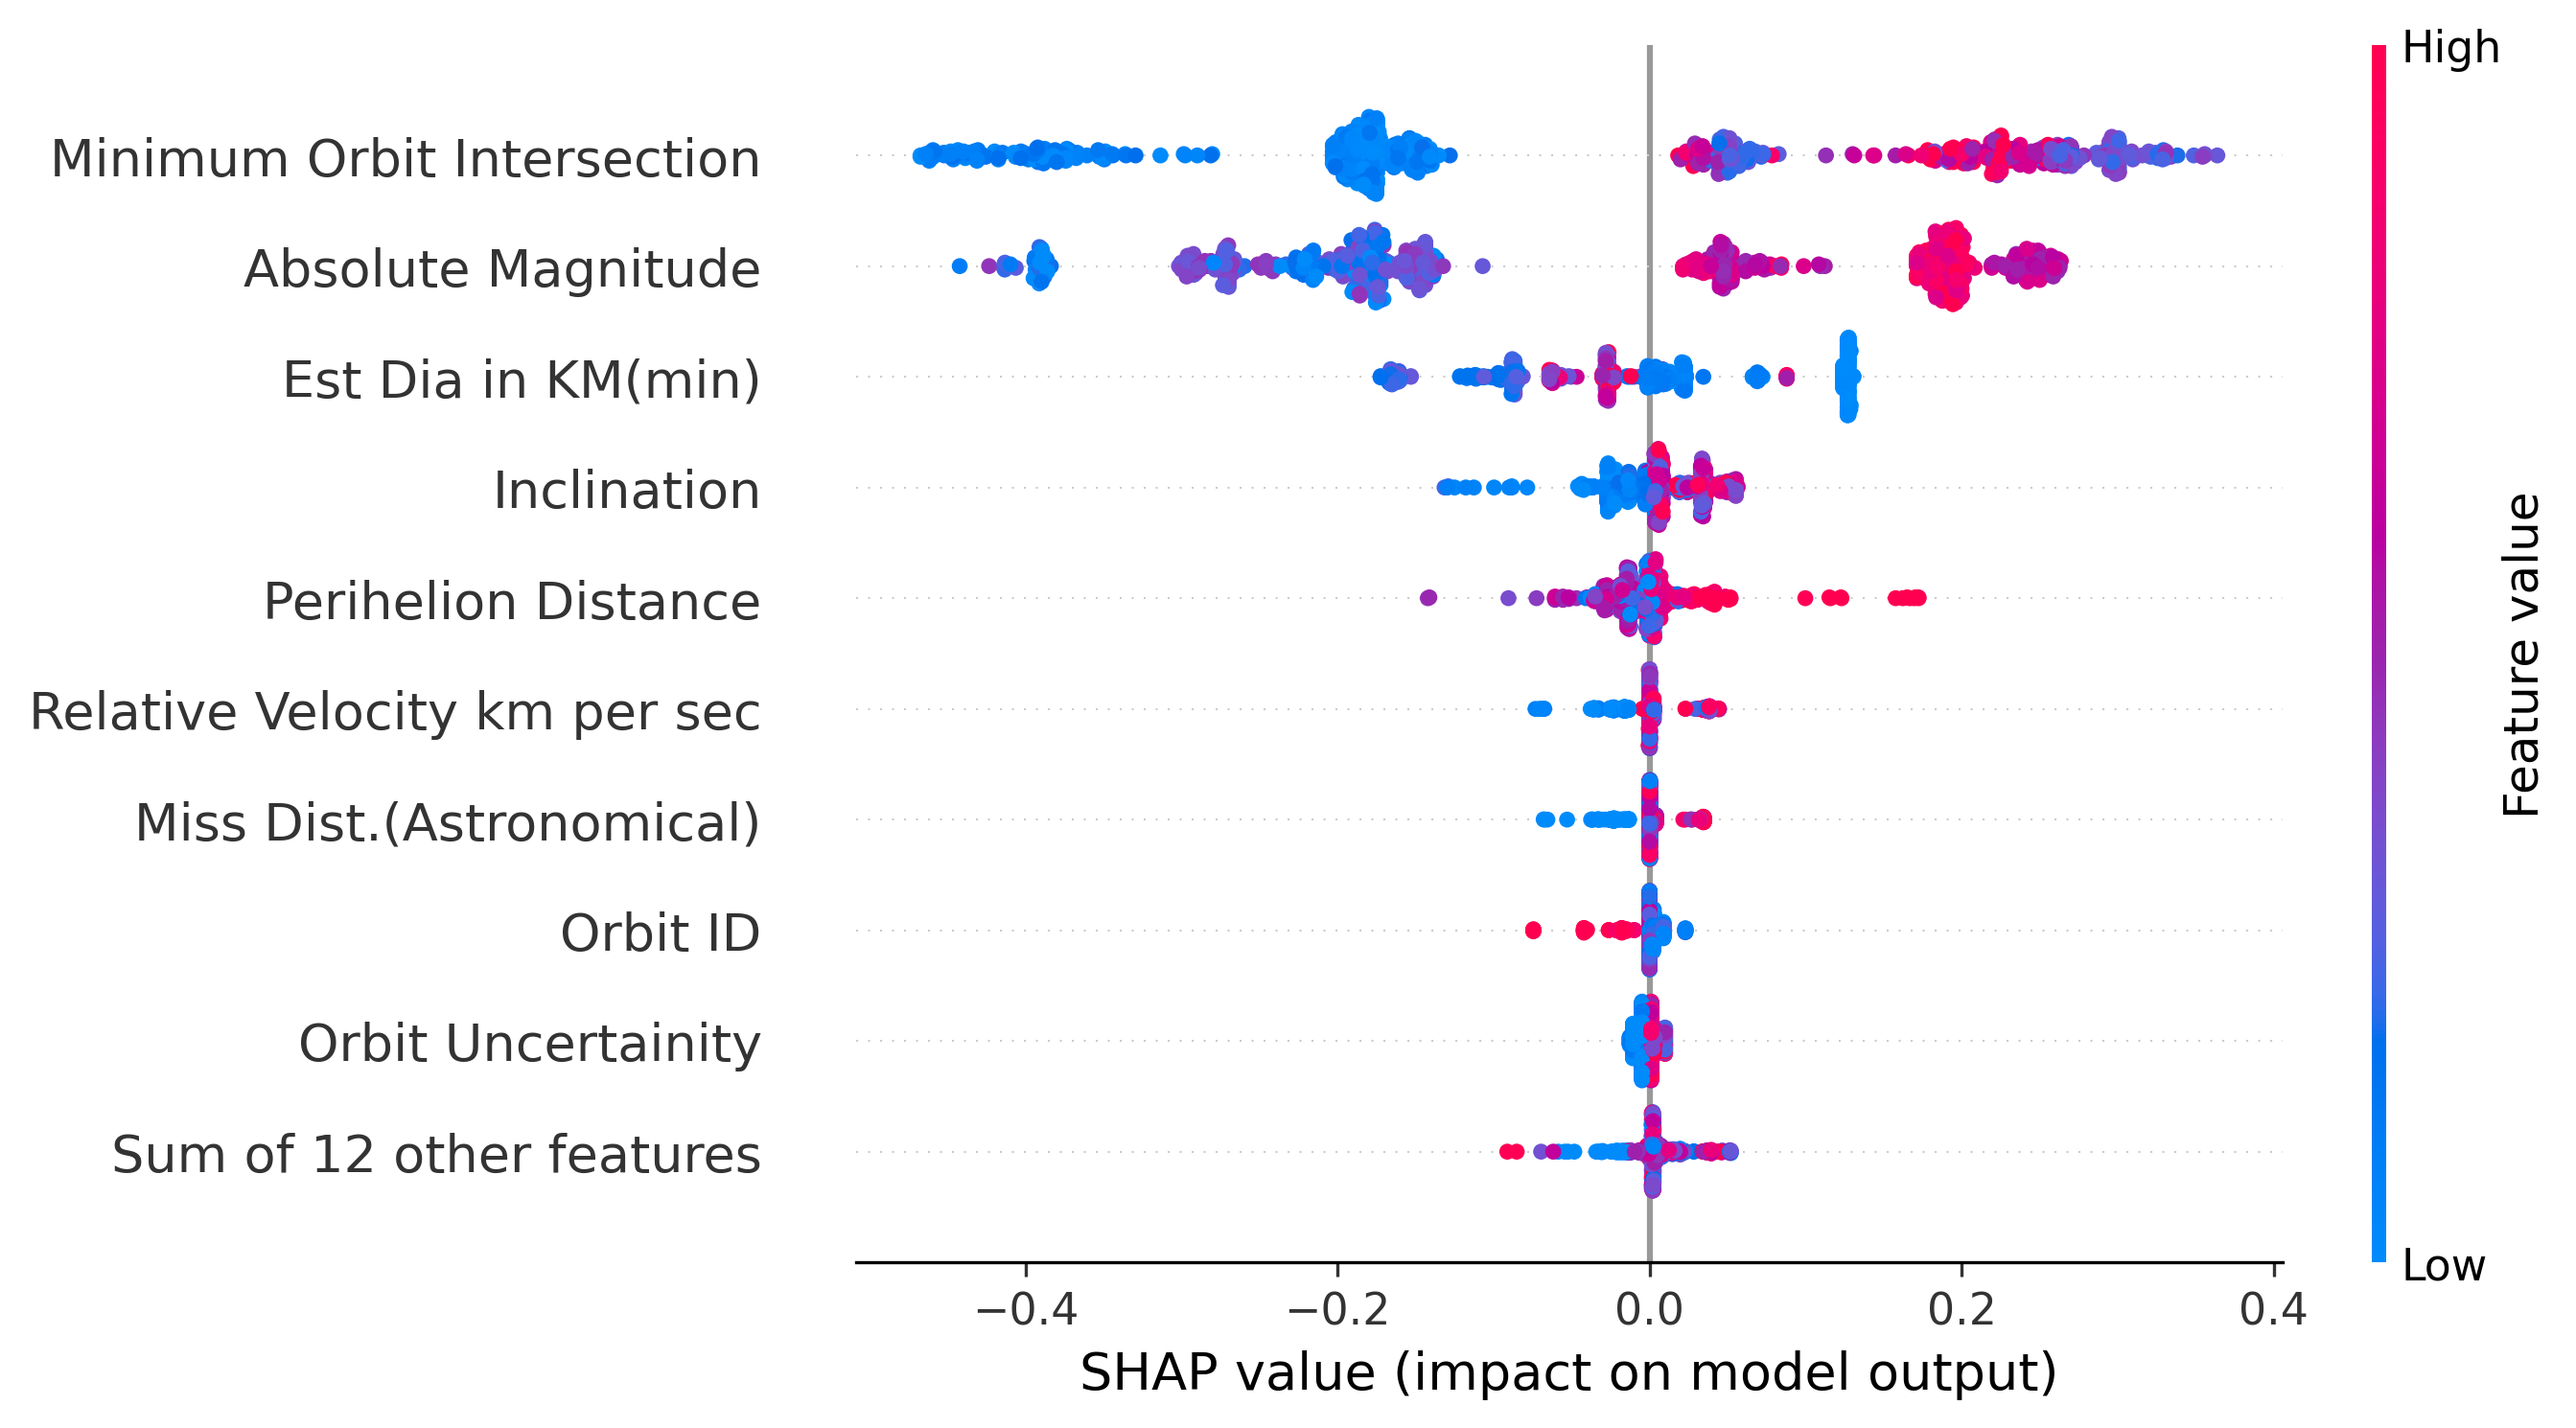 High
Minimum Orbit Intersection
Absolute Magnitude
Est Dia in KM(min)
Inclination
Perihelion Distance
Relative Velocity km per sec
Miss Dist.(Astronomical)
Orbit ID
Orbit Uncertainity
Sum of 12 other features
Feature value
Low
−0.4 −0.2 0.0 0.2 0.4
SHAP value (impact on model output)